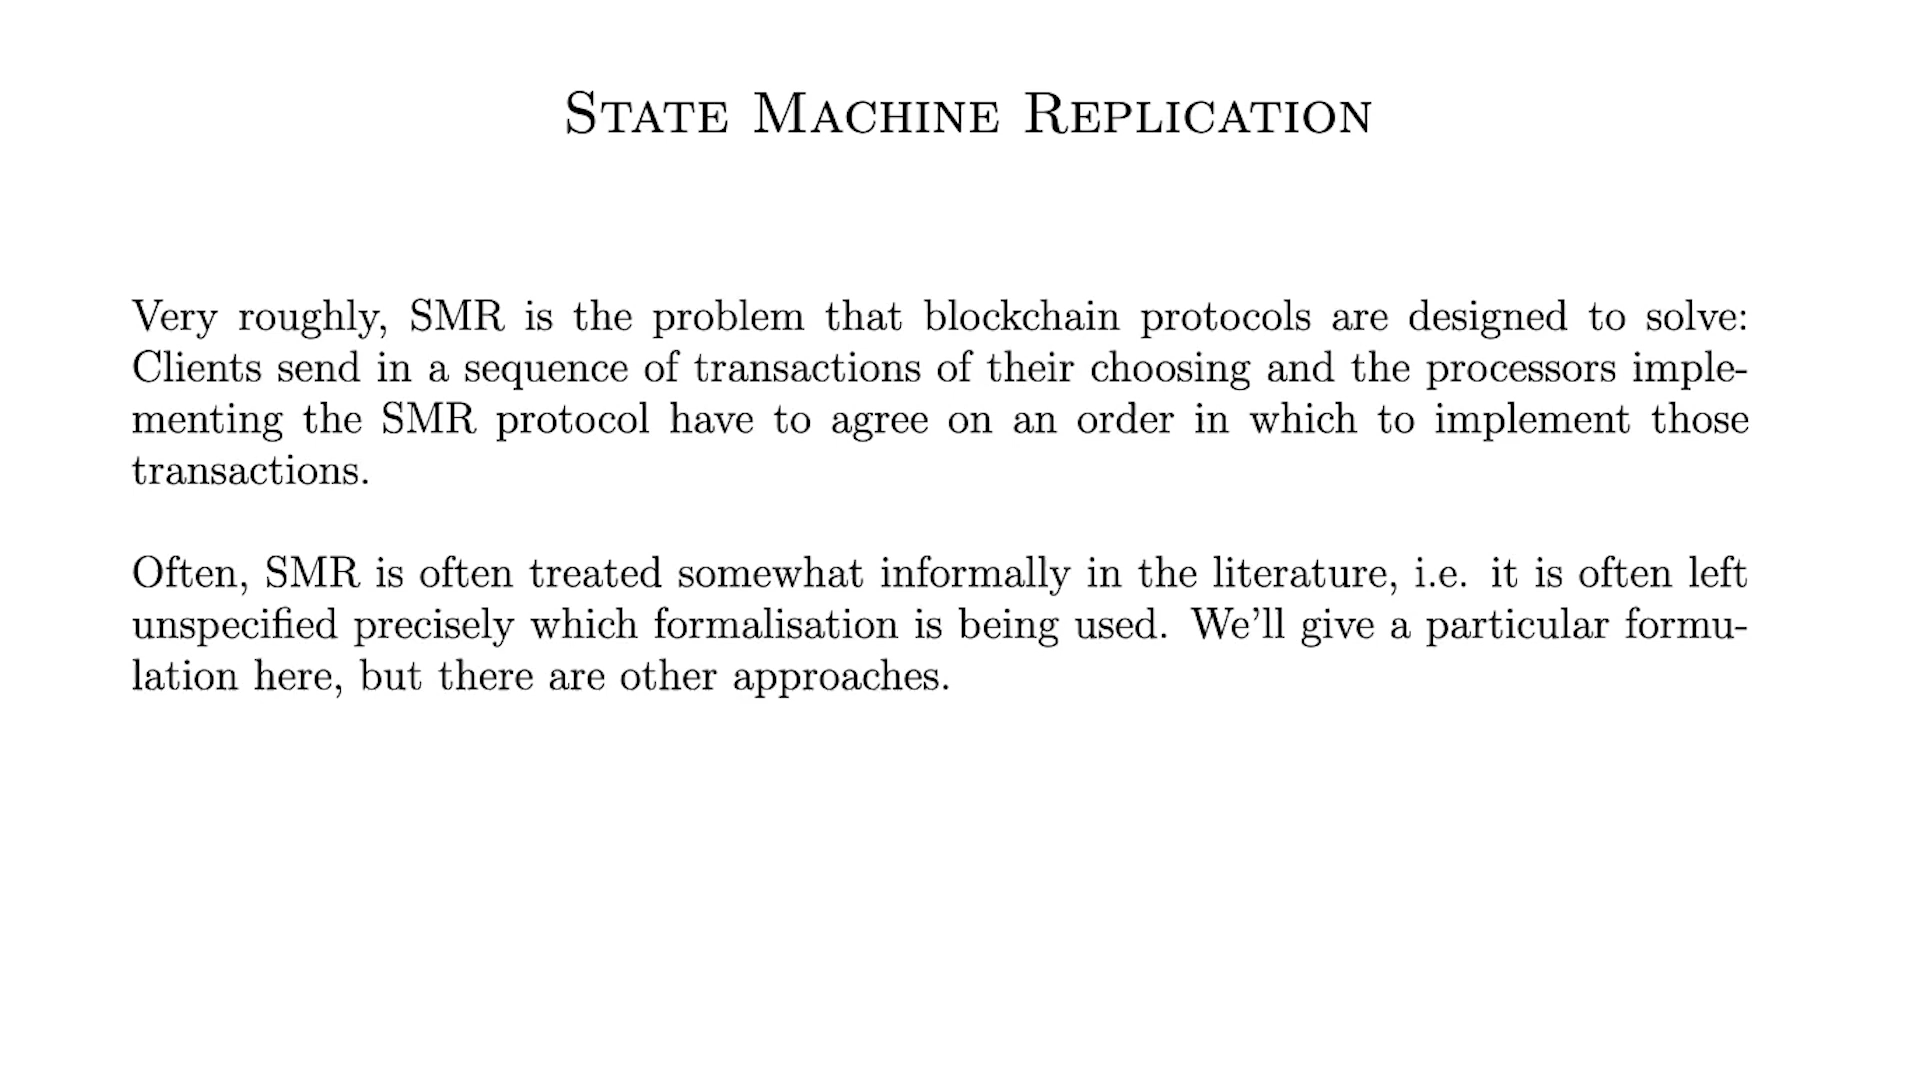 State Machine Replication
Very roughly, SMR is the problem that blockchain protocols are designed to solve:
Clients send in a sequence of transactions of their choosing and the processors imple-
menting the SMR protocol have to agree on an order in which to implement those
transactions.
Often, SMR is often treated somewhat informally in the literature, i.e. it is often left
unspecified precisely which formalisation is being used. We'll give a particular formu-
lation here, but there are other approaches.